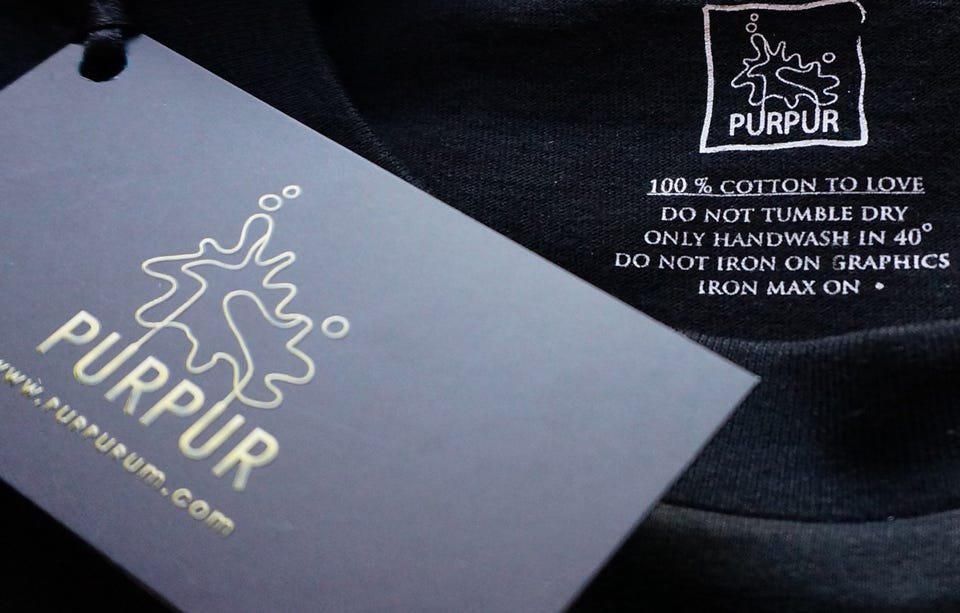 PURPUR
www.purpurum.com
PURPUR
100 % COTTON TO LOVE
DO NOT TUMBLE DRY
ONLY HANDWASH IN 40°
DO NOT IRON ON GRAPHICS
IRON MAX ON •